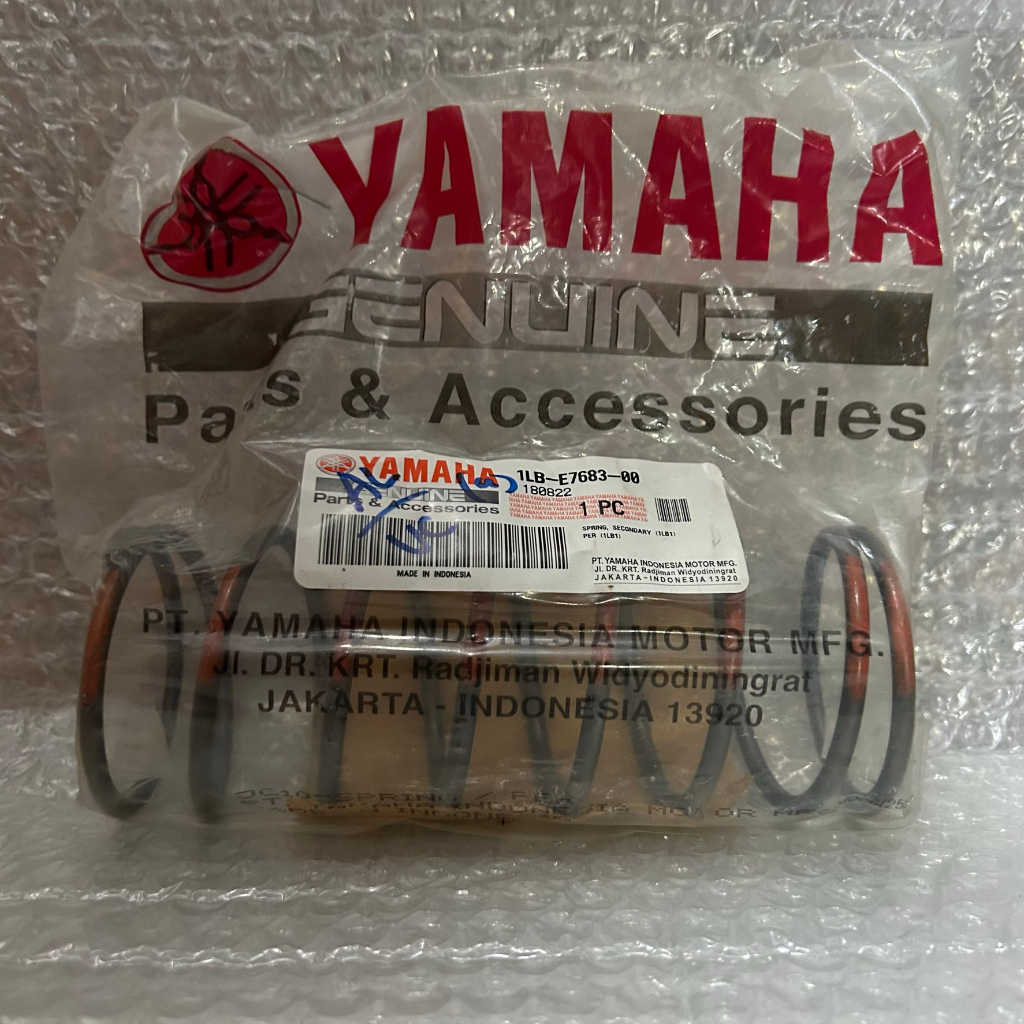 YAMAHA
GENUINE
Parts & Accessories
YAMAHA
GENUINE
Parts & Accessories
1LB-E7683-00
180822
1 PC
SPRING, SECONDARY (1LB1)
PER (1LB1)
MADE IN INDONESIA
PT. YAMAHA INDONESIA MOTOR MFG.
Jl. DR. KRT. Radjiman Widyodiningrat
JAKARTA-INDONESIA 13920
PT. YAMAHA INDONESIA MOTOR MFG.
Jl. DR. KRT. Radjiman Widyodiningrat
JAKARTA - INDONESIA 13920